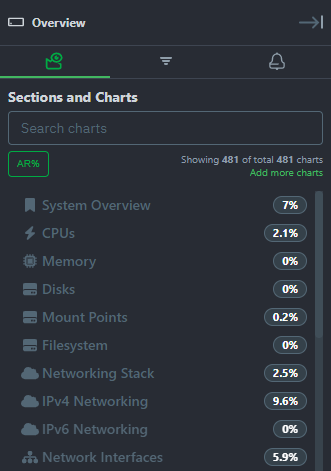 Overview
Sections and Charts
Search charts
AR%
Showing 481 of total 481 charts
Add more charts
System Overview 7%
CPUs 2.1%
Memory 0%
Disks 0%
Mount Points 0.2%
Filesystem 0%
Networking Stack 2.5%
IPv4 Networking 9.6%
IPv6 Networking 0%
Network Interfaces 5.9%